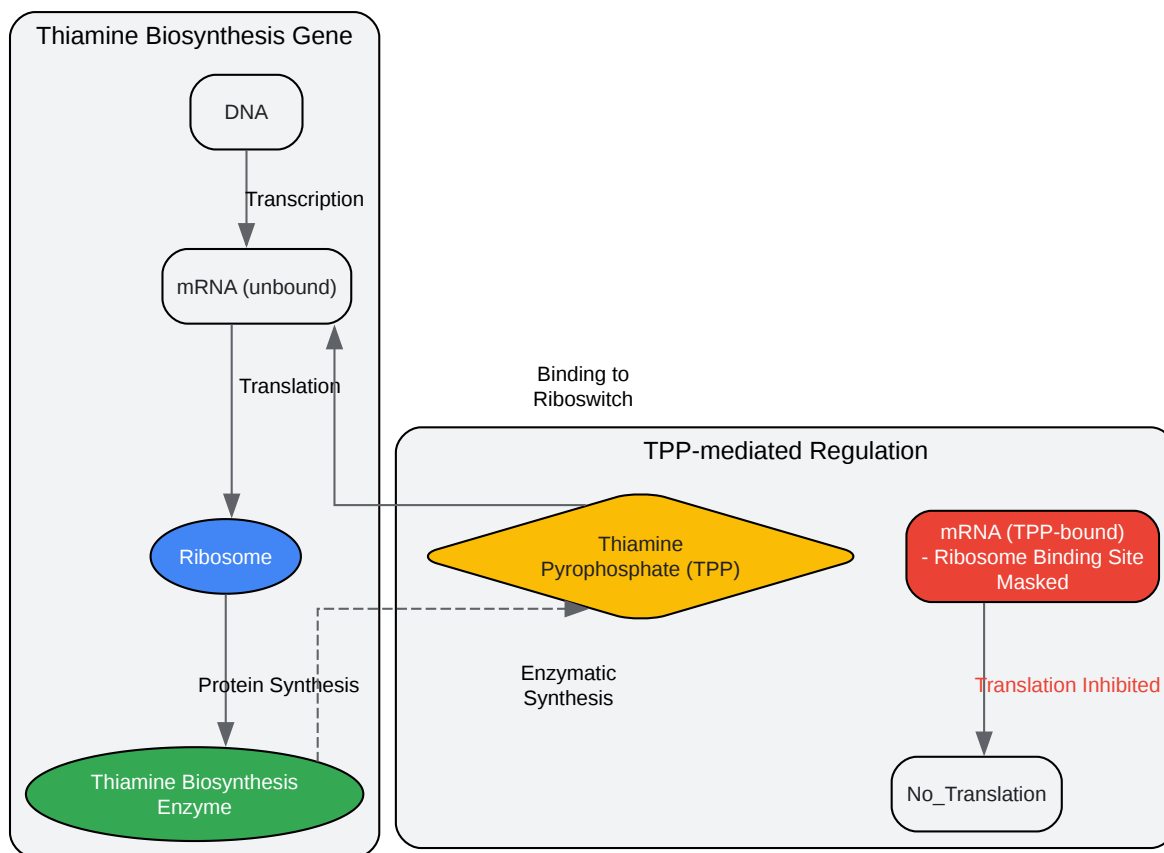 Thiamine Biosynthesis Gene
DNA
Transcription
mRNA (unbound)
Translation
Binding to
Riboswitch
TPP-mediated Regulation
Ribosome
Thiamine
Pyrophosphate (TPP)
mRNA (TPP-bound)
- Ribosome Binding Site
Masked
Protein Synthesis
Enzymatic
Synthesis
Translation Inhibited
Thiamine Biosynthesis
Enzyme
No_Translation